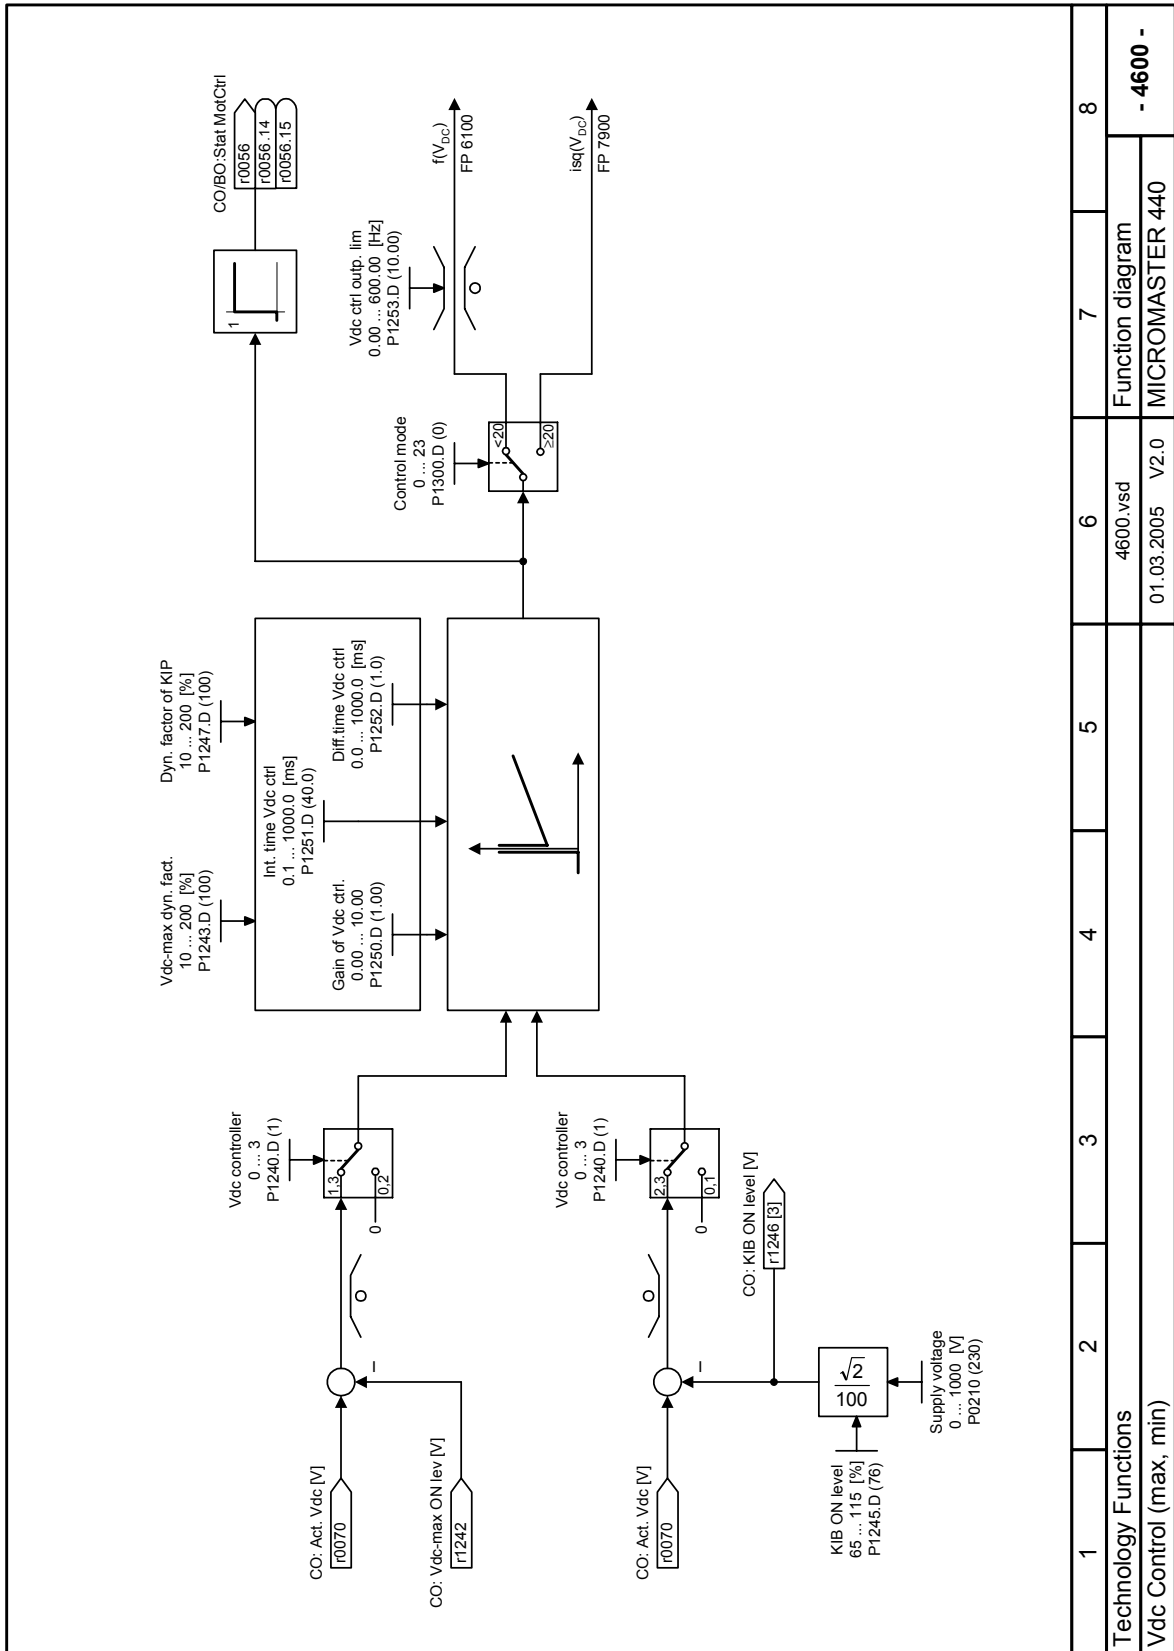 CO/BO:Stat MotCtrl
r0056
r0056.14
r0056.15
1
f(VDC)
FP 6100
isq(VDC)
FP 7900
Vdc ctrl outp. lim
0.00 ... 600.00 [Hz]
P1253.D (10.00)
Control mode
0 ... 23
P1300.D (0)
<20
≥20
Dyn. factor of KIP
10 ... 200 [%]
P1247.D (100)
Vdc-max dyn. fact.
10 ... 200 [%]
P1243.D (100)
Diff.time Vdc ctrl
0.0 ... 1000.0 [ms]
P1252.D (1.0)
Int. time Vdc ctrl
0.1 ... 1000.0 [ms]
P1251.D (40.0)
Gain of Vdc ctrl.
0.00 ... 10.00
P1250.D (1.00)
Vdc controller
0 ... 3
P1240.D (1)
1,3
0,2
0
Vdc controller
0 ... 3
P1240.D (1)
2,3
0,1
0
CO: Act. Vdc [V]
r0070
CO: Vdc-max ON lev [V]
r1242
–
CO: Act. Vdc [V]
r0070
–
CO: KIB ON level [V]
r1246 [3]
√2
100
KIB ON level
65 ... 115 [%]
P1245.D (76)
Supply voltage
0 ... 1000 [V]
P0210 (230)
1 2 3 4 5 6 7 8
Technology Functions
Vdc Control (max, min)
4600.vsd
01.03.2005 V2.0
Function diagram
MICROMASTER 440
- 4600 -